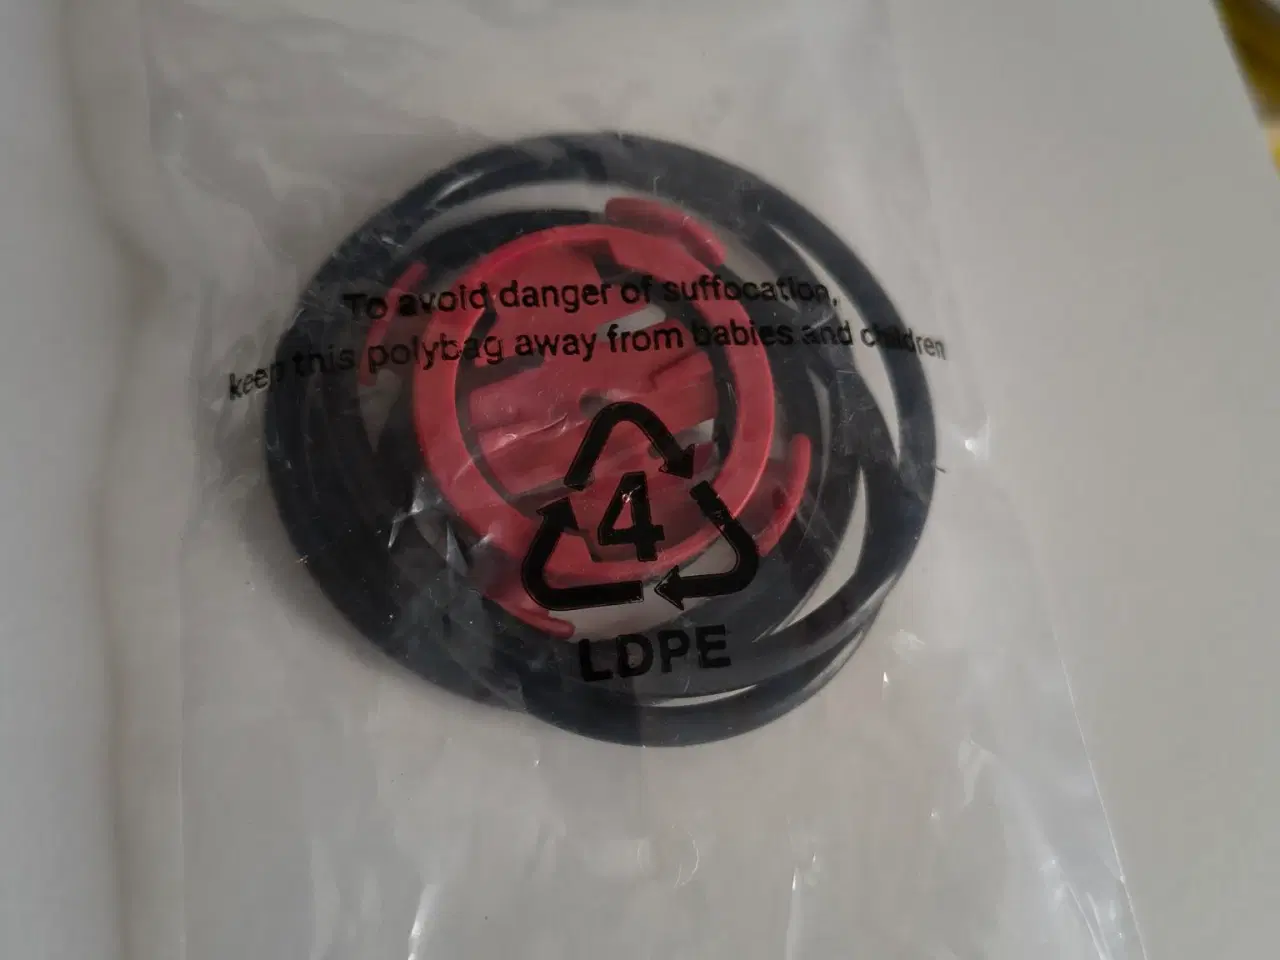 To avoid danger of suffocation,
keep this polybag away from babies and children
4
LDPE